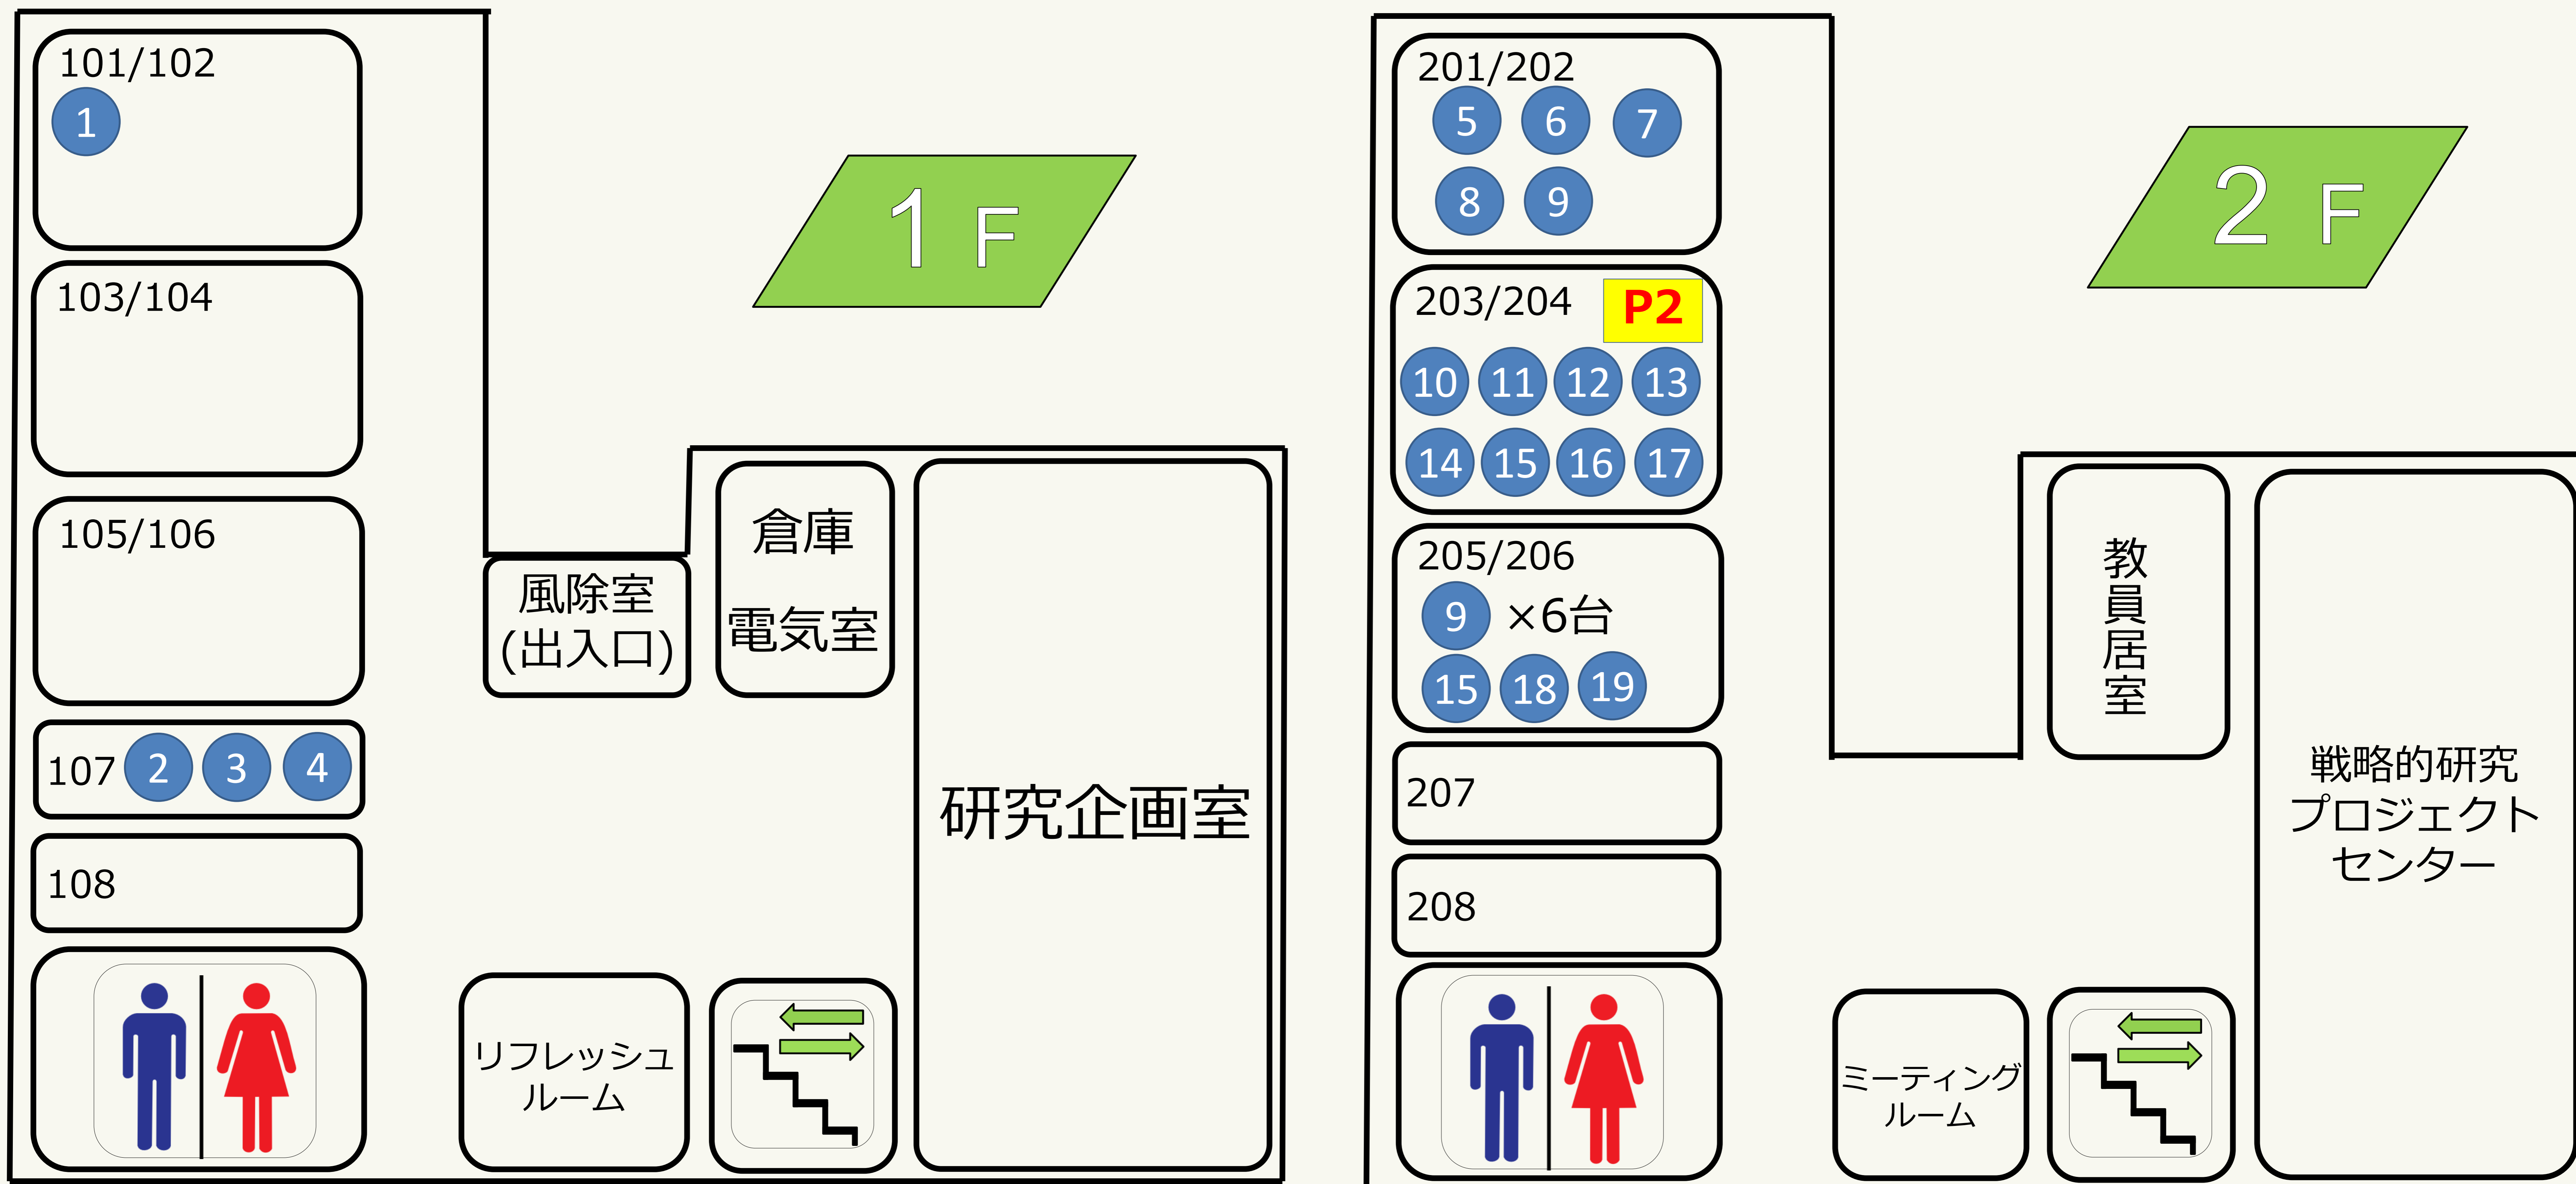 101/102
1
103/104
105/106
107 2 3 4
108
1 F
風除室
(出入口)
倉庫
電気室
研究企画室
リフレッシュ
ルーム
201/202
5 6 7
8 9
203/204 P2
10 11 12 13
14 15 16 17
205/206
9 ×6台
15 18 19
207
208
2 F
教員居室
戦略的研究
プロジェクト
センター
ミーティング
ルーム